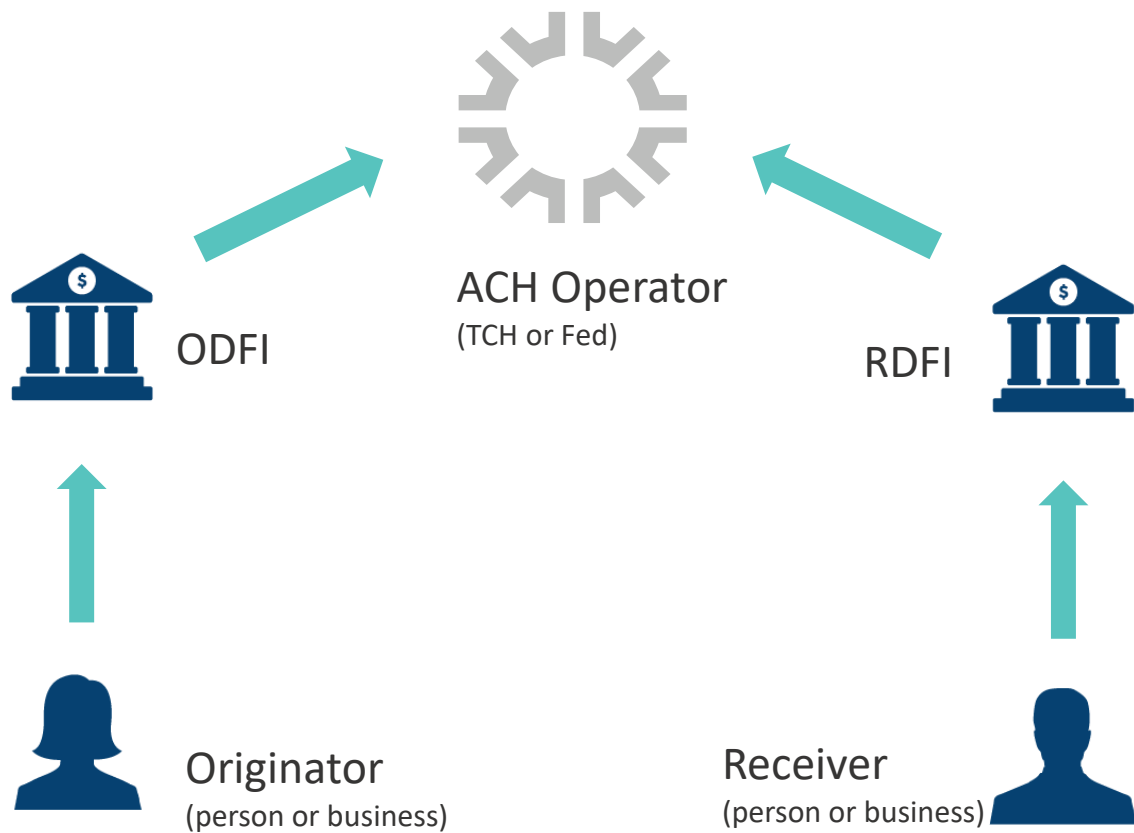 $
$
ACH Operator
(TCH or Fed)
ODFI
RDFI
Originator
(person or business)
Receiver
(person or business)